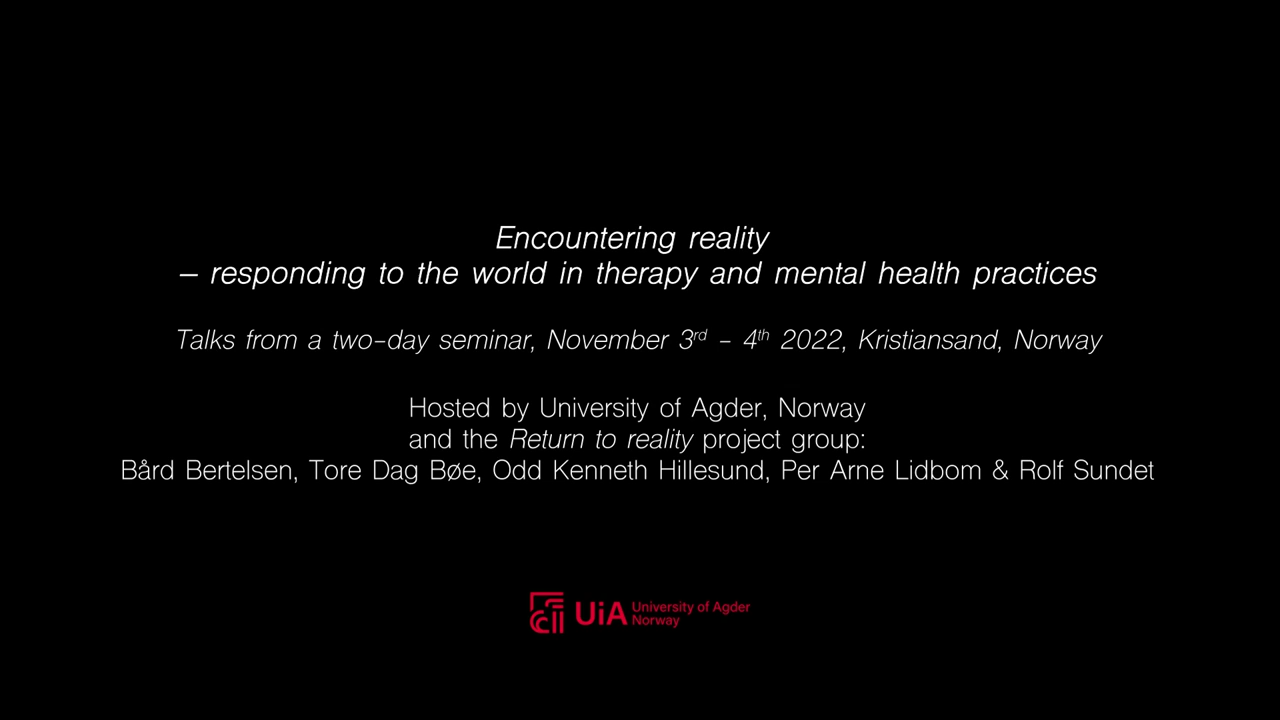 Encountering reality
– responding to the world in therapy and mental health practices
Talks from a two-day seminar, November 3rd - 4th 2022, Kristiansand, Norway
Hosted by University of Agder, Norway
and the Return to reality project group:
Bård Bertelsen, Tore Dag Bøe, Odd Kenneth Hillesund, Per Arne Lidbom & Rolf Sundet
UiA University of Agder
Norway